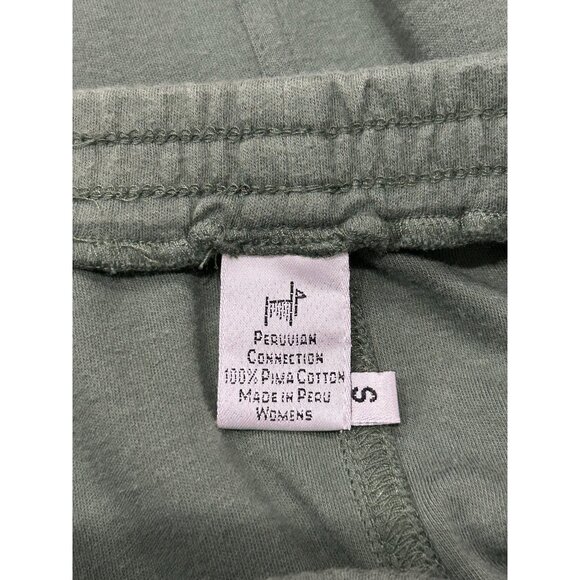 PERUVIAN
CONNECTION
100% PIMA COTTON
MADE IN PERU
WOMENS
S